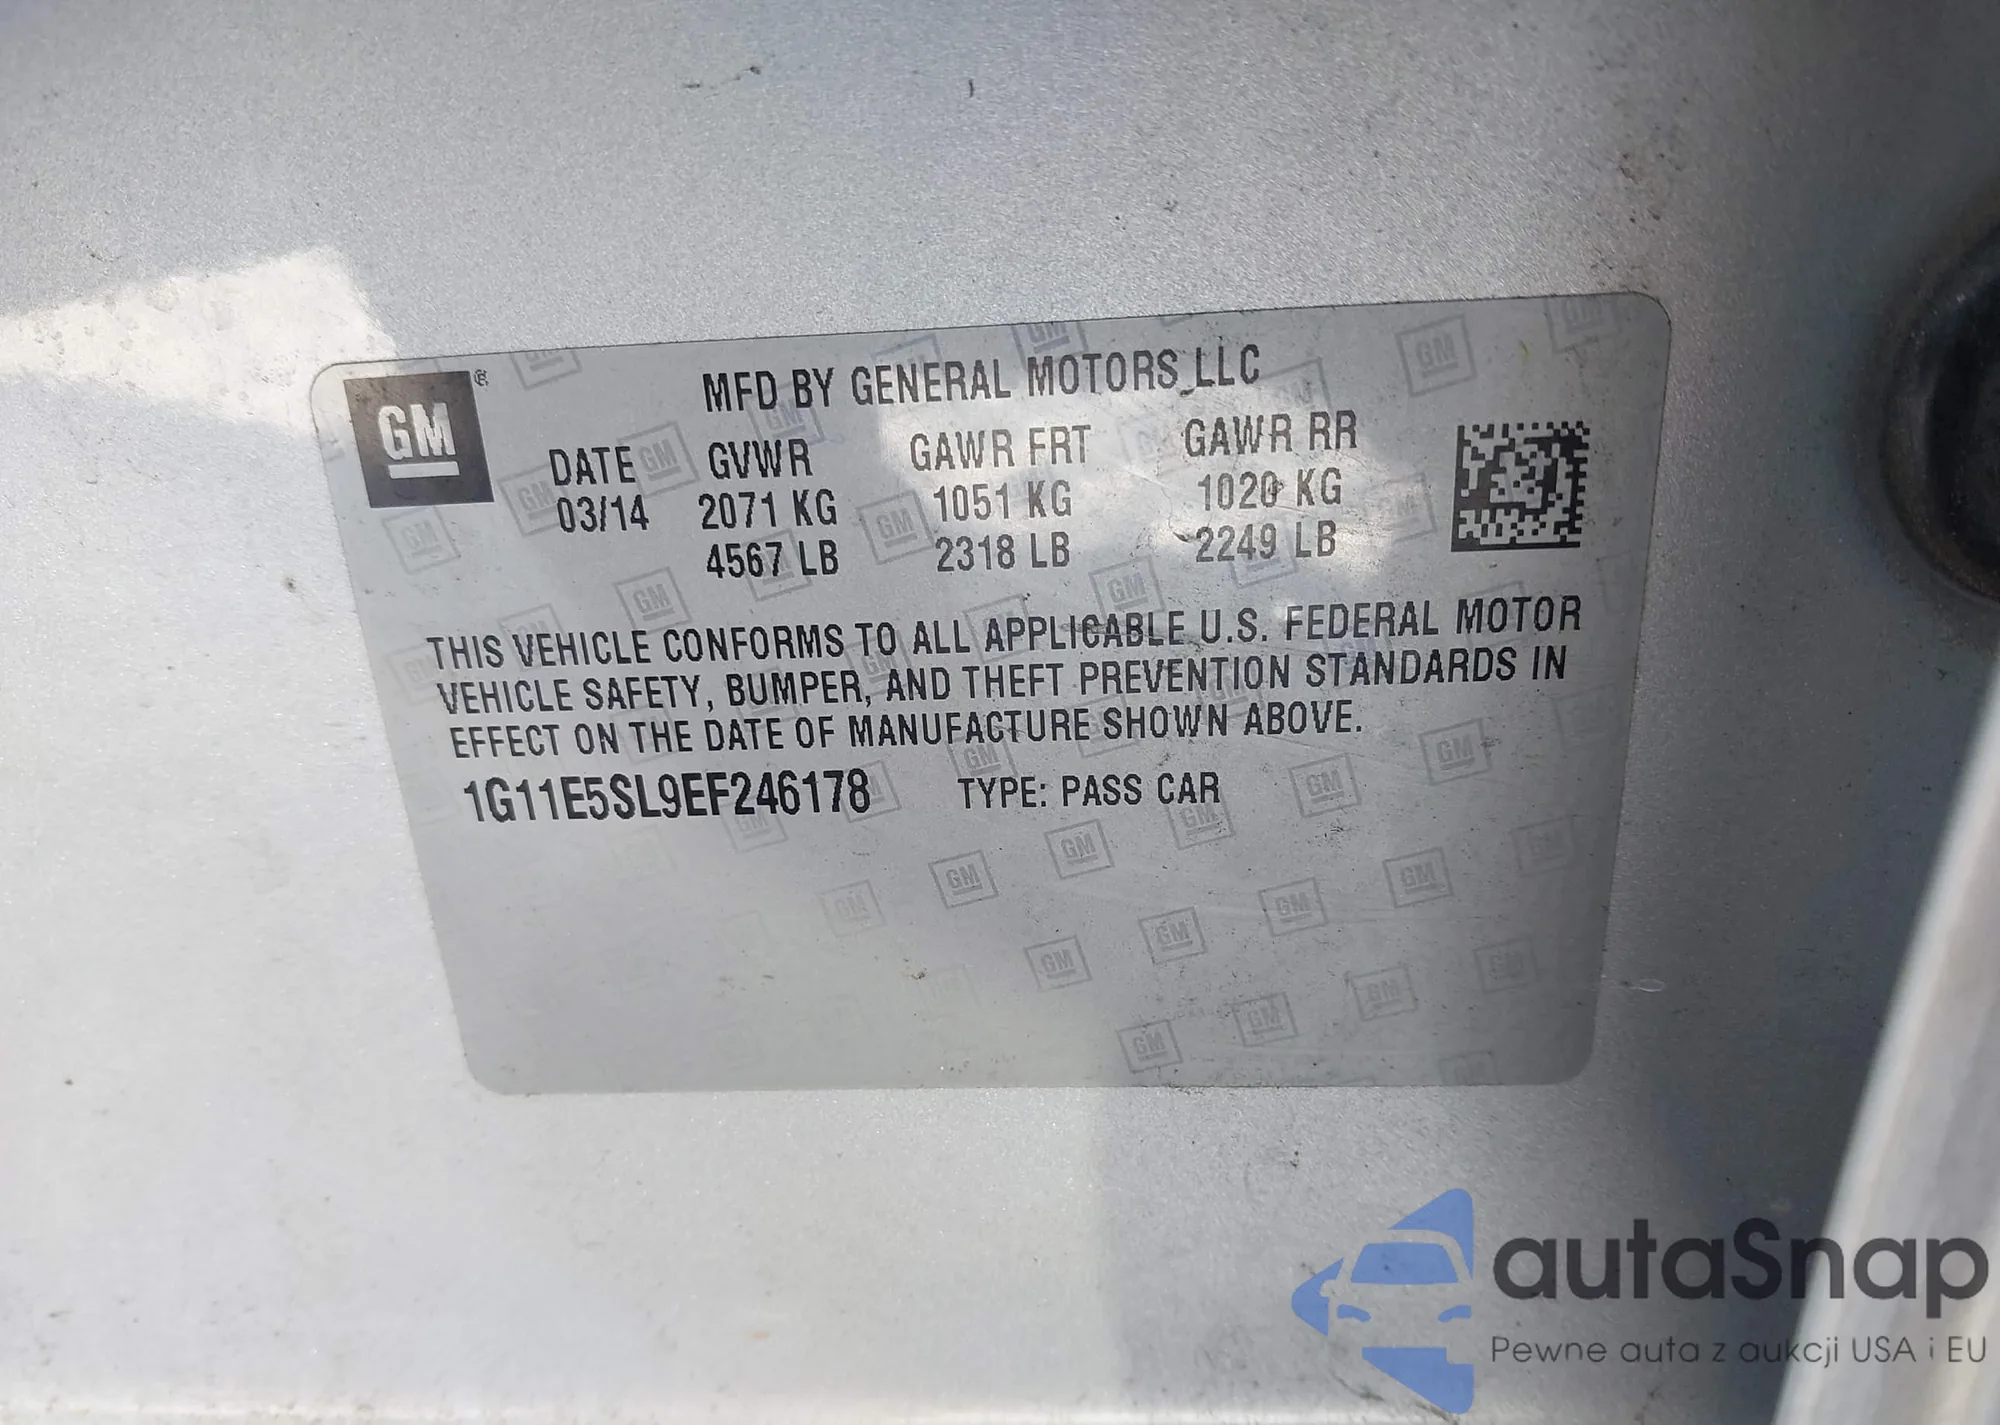 GM ®
MFD BY GENERAL MOTORS LLC
DATE GVWR GAWR FRT GAWR RR
03/14 2071 KG 1051 KG 1020 KG
4567 LB 2318 LB 2249 LB
THIS VEHICLE CONFORMS TO ALL APPLICABLE U.S. FEDERAL MOTOR
VEHICLE SAFETY, BUMPER, AND THEFT PREVENTION STANDARDS IN
EFFECT ON THE DATE OF MANUFACTURE SHOWN ABOVE.
1G11E5SL9EF246178 TYPE: PASS CAR
autaSnap
Pewne auta z aukcji USA i EU